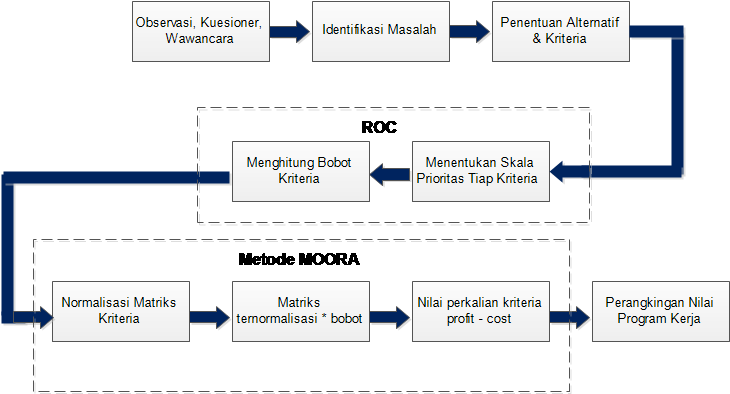 Observasi, Kuesioner,
Wawancara
Identifikasi Masalah
Penentuan Alternatif
& Kriteria
ROC
Menentukan Skala
Prioritas Tiap Kriteria
Menghitung Bobot
Kriteria
Metode MOORA
Normalisasi Matriks
Kriteria
Matriks
ternormalisasi * bobot
Nilai perkalian kriteria
profit - cost
Perangkingan Nilai
Program Kerja